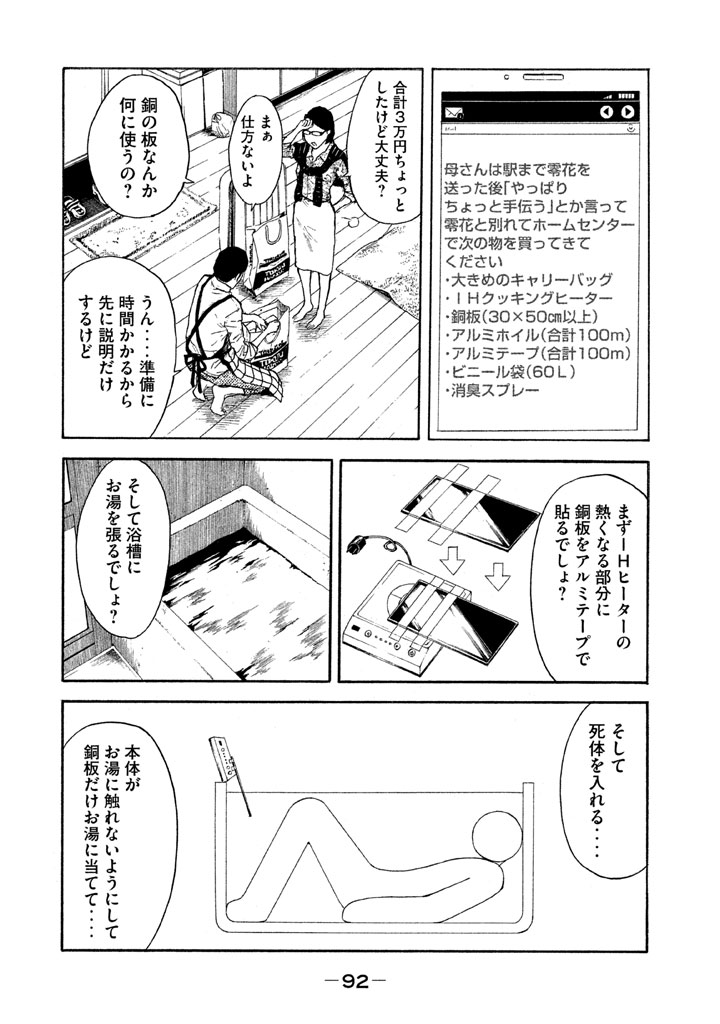 母さんは駅まで零花を
送った後「やっぱり
ちょっと手伝う」とか言って
零花と別れてホームセンター
で次の物を買ってきて
ください
・大きめのキャリーバッグ
・IHクッキングヒーター
・銅板(30×50㎝以上)
・アルミホイル(合計100m)
・アルミテープ(合計100m)
・ビニール袋(60L)
・消臭スプレー
合計3万円ちょっと
したけど大丈夫?
まぁ
仕方ないよ
銅の板なんか
何に使うの?
うん・・・・準備に
時間かかるから
先に説明だけ
するけど
まずIHヒーターの
熱くなる部分に
銅板をアルミテープで
貼るでしょ?
そして浴槽に
お湯を張るでしょ?
そして
死体を入れる・・・・
本体が
お湯に触れないようにして
銅板だけお湯に当てて・・・・
—92—